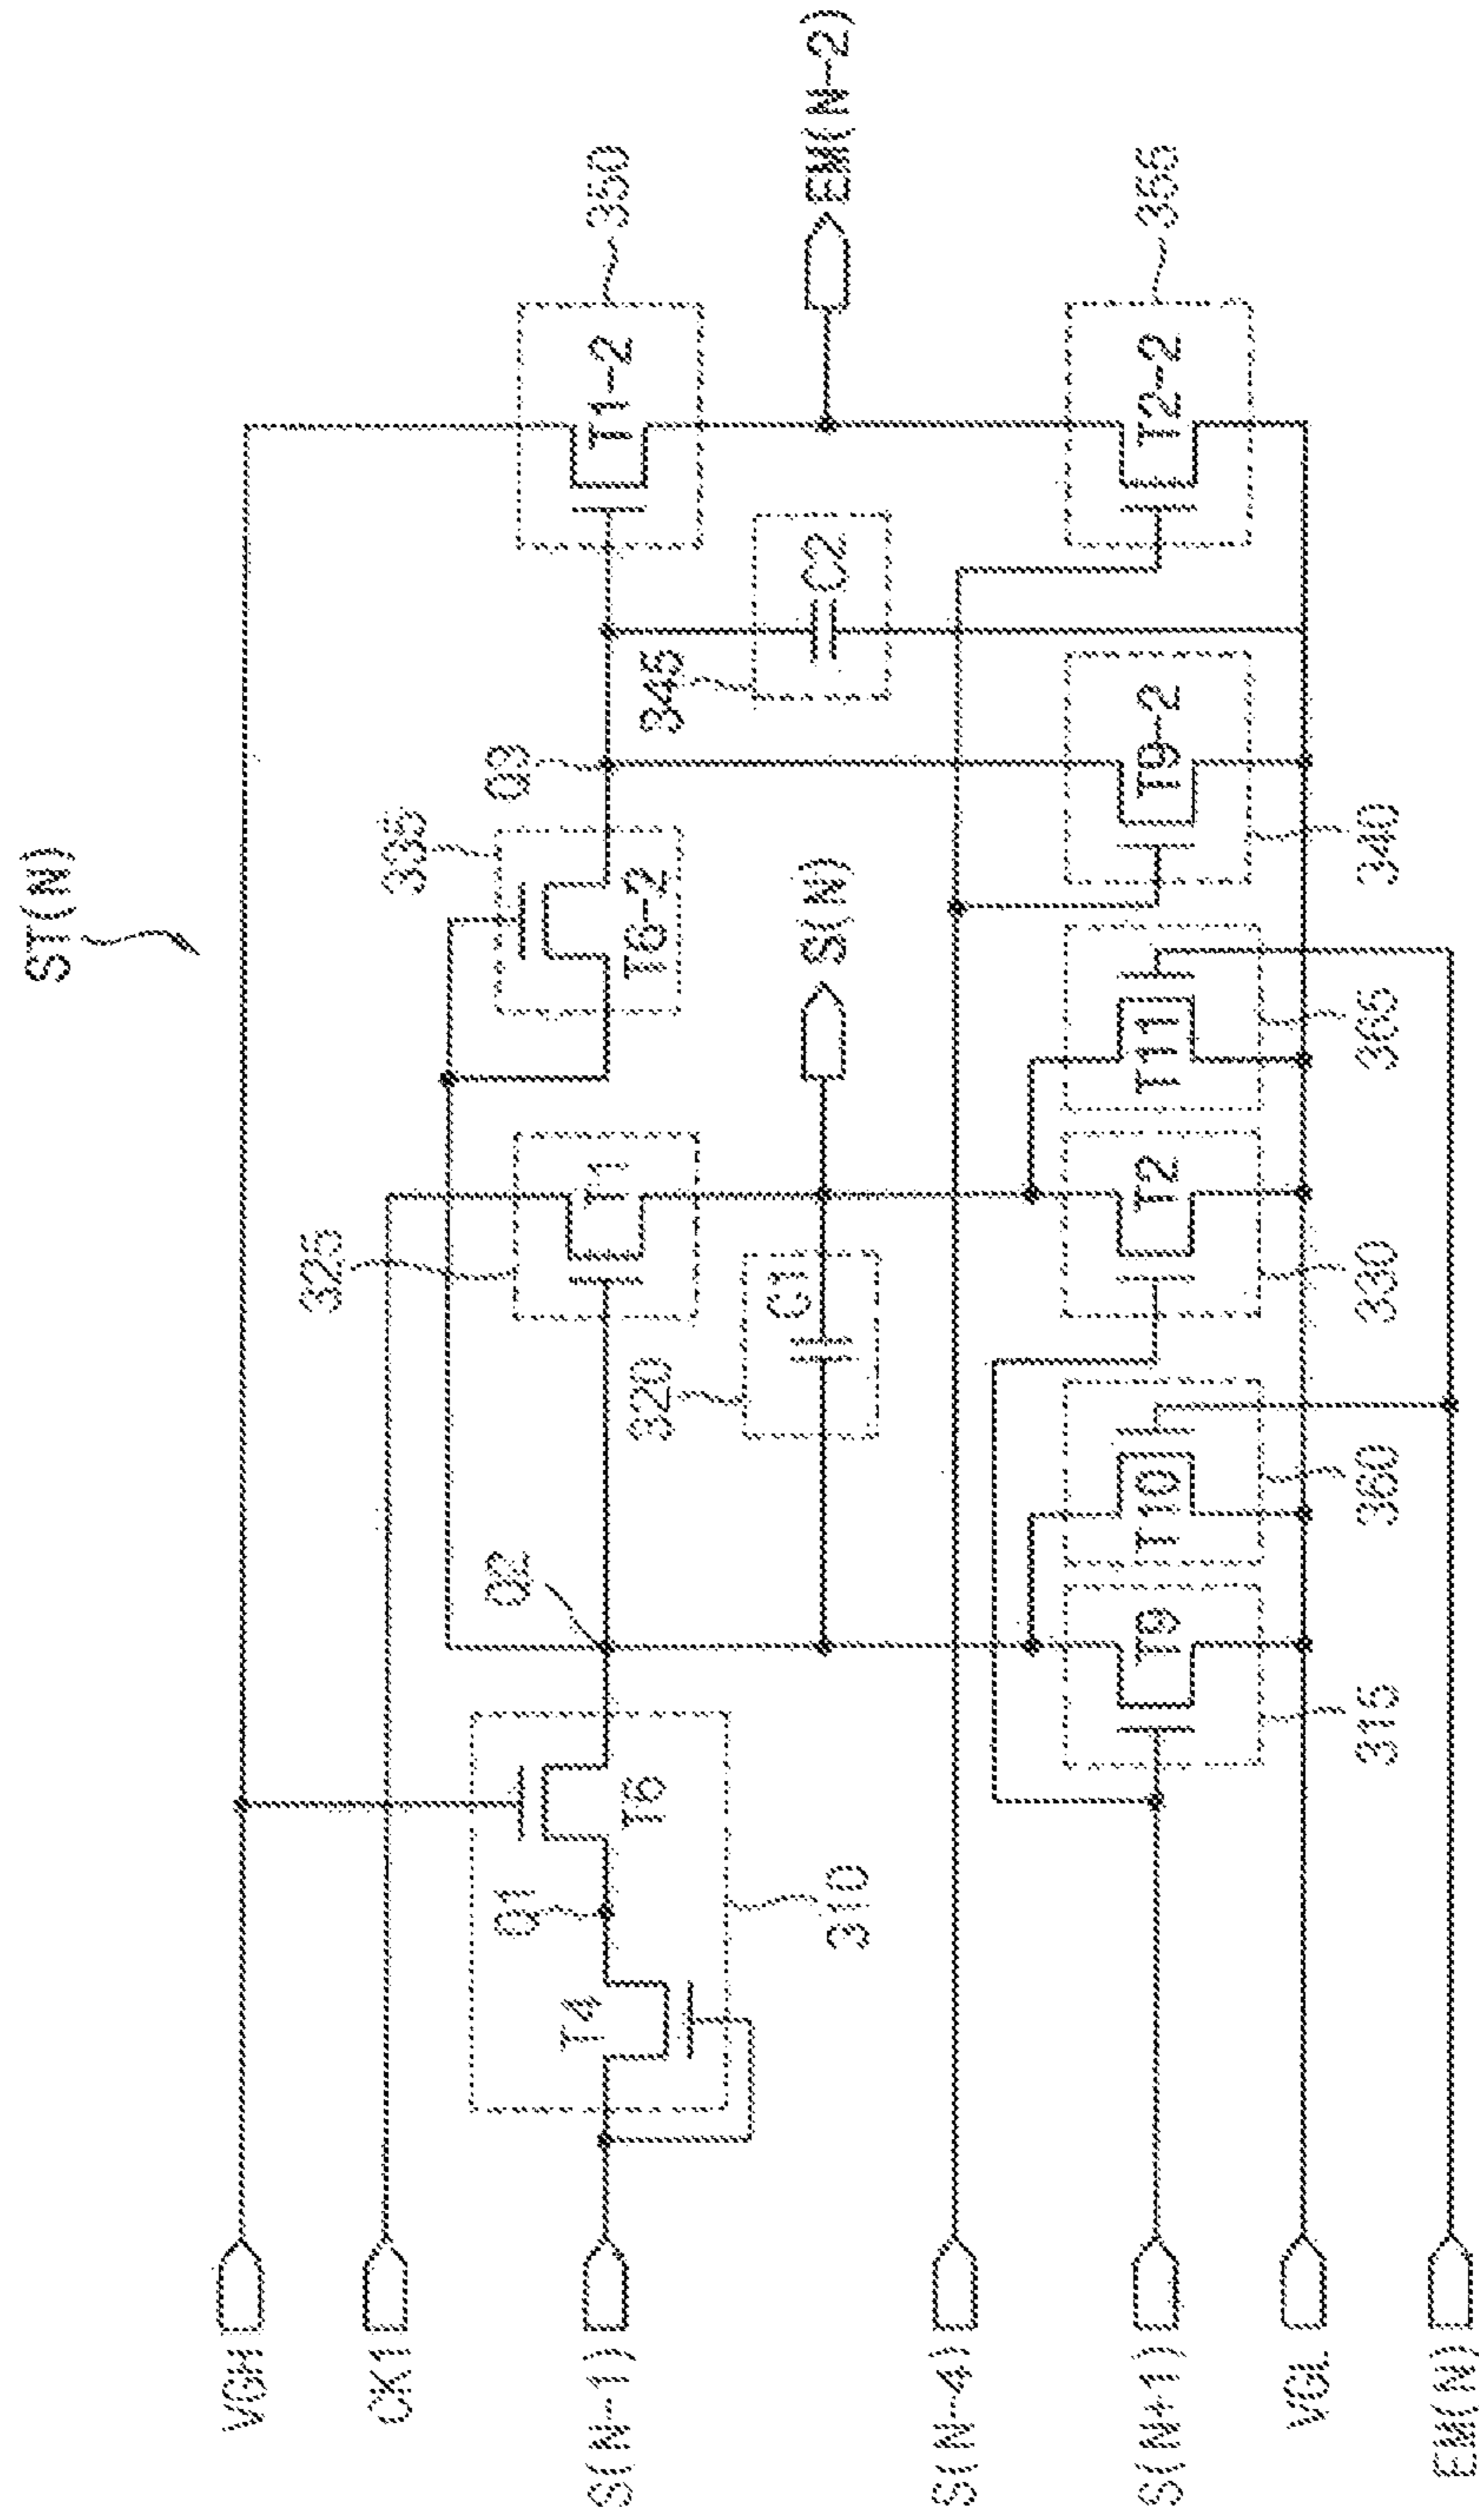 ST(N)
VGH
CK1
S(N-1)
S(N-4)
S(N+1)
VGL
EM(N)
T4
Q1
T6
310
Q2
325
T1
335
T6-2
Q3
345
C2
T1-2
350
EM(N-2)
320
C1
S(N)
T9
315
T10
360
T2
330
T11
365
T9-2
340
T2-2
355